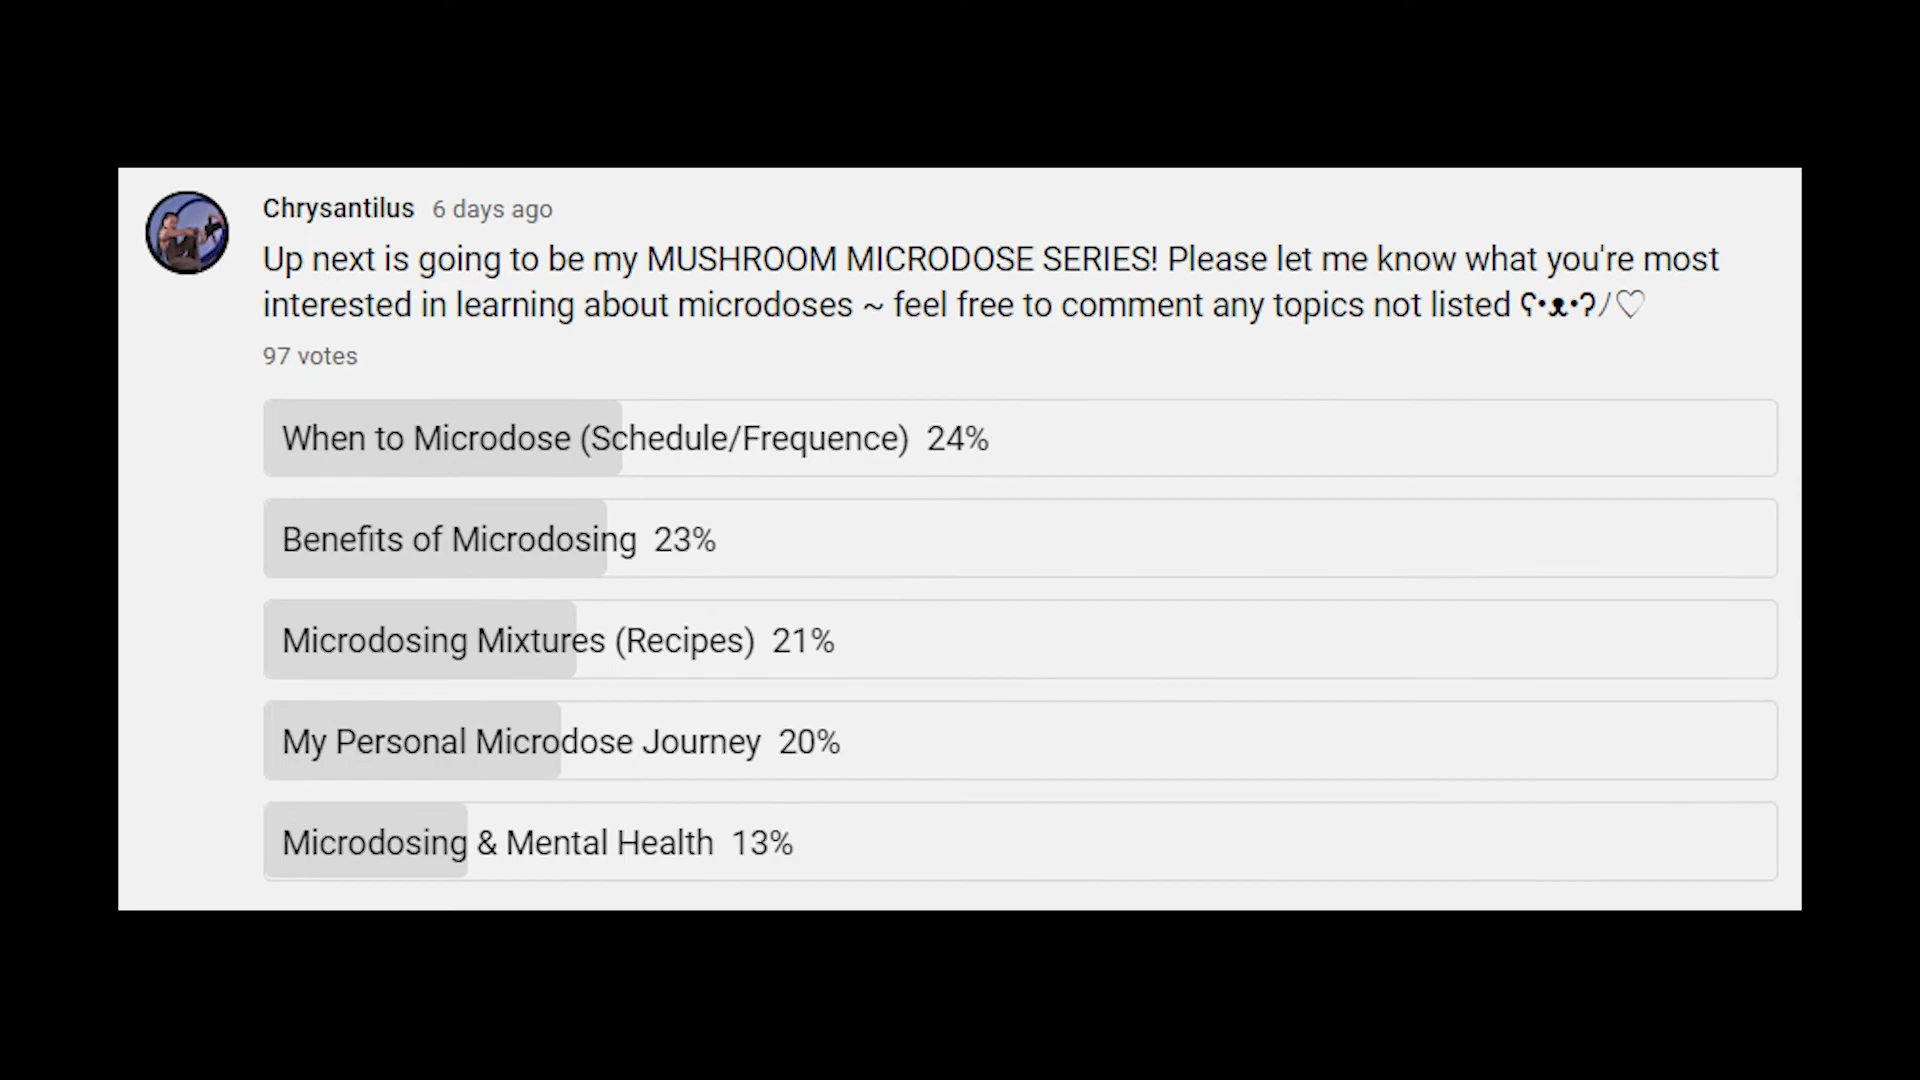 Chrysantilus 6 days ago
Up next is going to be my MUSHROOM MICRODOSE SERIES! Please let me know what you're most
interested in learning about microdoses ~ feel free to comment any topics not listed ʕ•ᴥ•ʔﾉ♡
97 votes
When to Microdose (Schedule/Frequence) 24%
Benefits of Microdosing 23%
Microdosing Mixtures (Recipes) 21%
My Personal Microdose Journey 20%
Microdosing & Mental Health 13%